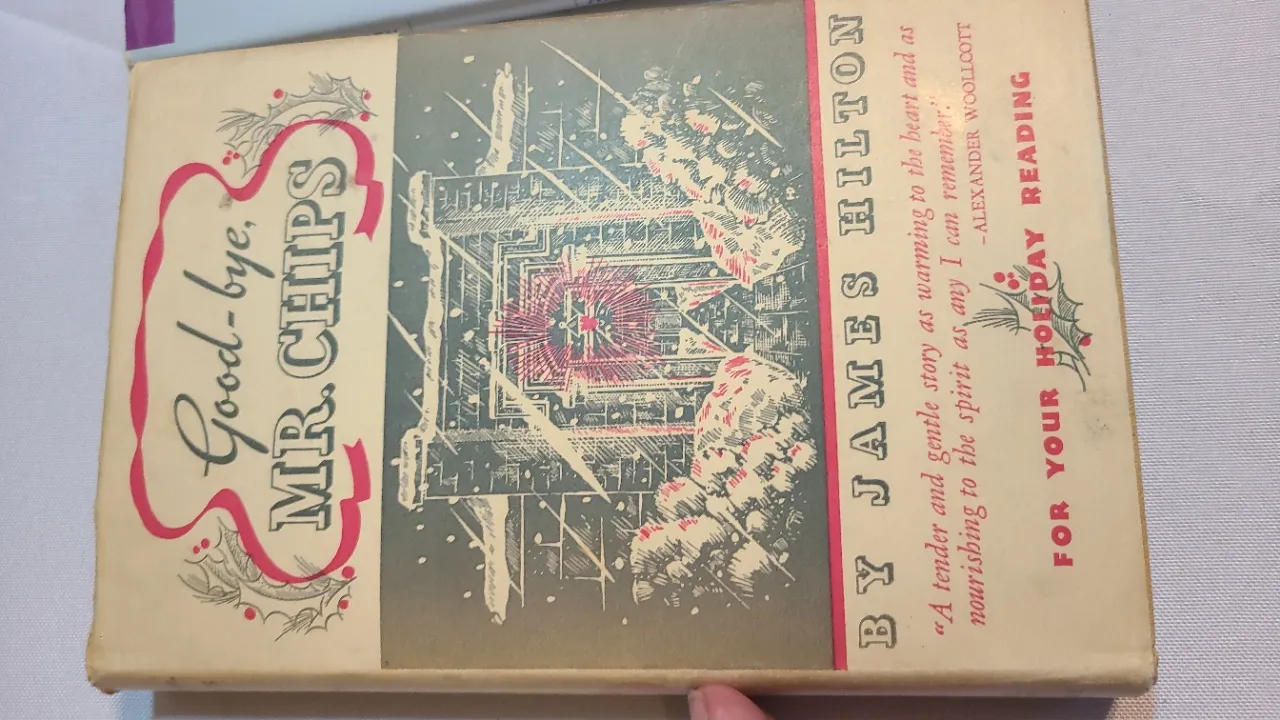 Good-bye,
MR. CHIPS
BY JAMES HILTON
"A tender and gentle story as warming to the heart and as
nourishing to the spirit as any I can remember."
-ALEXANDER WOOLLCOTT
FOR YOUR HOLIDAY READING